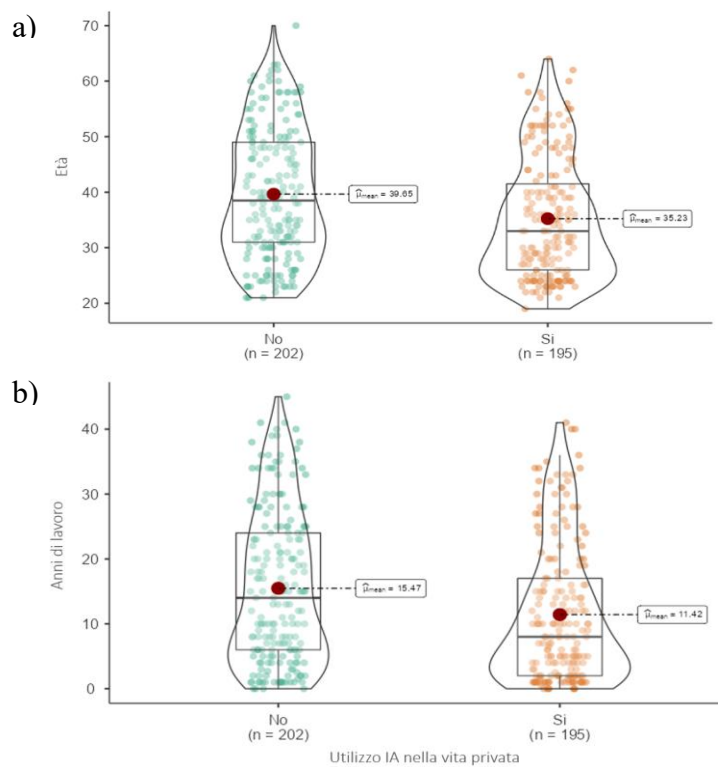 a)
70
60
50
40
30
20
Età
μ̂mean = 39.65
μ̂mean = 35.23
No
(n = 202)
Si
(n = 195)
b)
40
30
20
10
0
Anni di lavoro
μ̂mean = 15.47
μ̂mean = 11.42
No
(n = 202)
Si
(n = 195)
Utilizzo IA nella vita privata